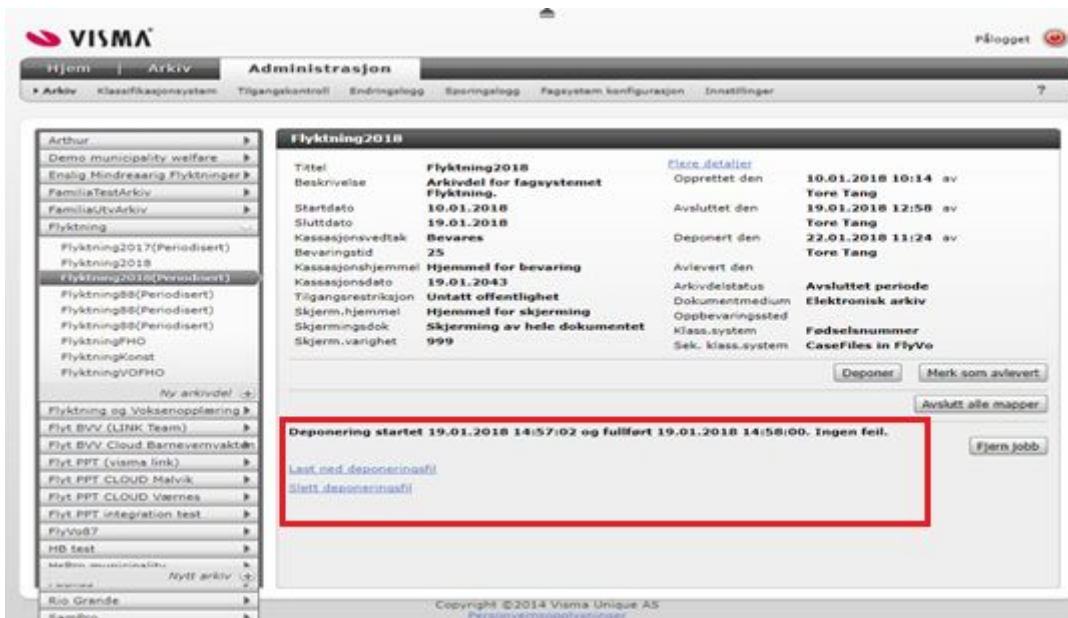 VISMA
Pålogget
Hjem | Arkiv Administrasjon
Arkiv Klassifikasjonsystem Tilgangskontroll Endringslogg Sporingslogg Fagsystem konfigurasjon Innstillinger ?
Arthur
Demo municipality welfare
Enslig Mindreaarig Flyktninger
FamiliaTestArkiv
FamiliaUtvArkiv
Flyktning
Flyktning2017(Periodisert)
Flyktning2018
Flyktning2018(Periodisert)
Flyktning88(Periodisert)
Flyktning88(Periodisert)
Flyktning88(Periodisert)
FlyktningFHO
FlyktningKonst
FlyktningVOFHO
Ny arkivdel
Flyktning og Voksenopplæring
Flyt BVV (LINK Team)
Flyt BVV Cloud Barnevernvakten
Flyt PPT (visma link)
Flyt PPT CLOUD Malvik
Flyt PPT CLOUD Værnes
Flyt PPT integration test
FlyVo87
HB test
municipality
Nytt arkiv
Rio Grande
SamPro
Flyktning2018
Tittel Flyktning2018
Beskrivelse Arkivdel for fagsystemet
Flyktning.
Startdato 10.01.2018
Sluttdato 19.01.2018
Kassasjonsvedtak Bevares
Bevaringstid 25
Kassasjonshjemmel Hjemmel for bevaring
Kassasjonsdato 19.01.2043
Tilgangsrestriksjon Untatt offentlighet
Skjerm.hjemmel Hjemmel for skjerming
Skjermingsdok Skjerming av hele dokumentet
Skjerm.varighet 999
Flere detaljer
Opprettet den 10.01.2018 10:14 av
Tore Tang
Avsluttet den 19.01.2018 12:58 av
Tore Tang
Deponert den 22.01.2018 11:24 av
Tore Tang
Avlevert den
Arkivdelstatus Avsluttet periode
Dokumentmedium Elektronisk arkiv
Oppbevaringssted
Klass.system Fødselsnummer
Sek. klass.system CaseFiles in FlyVo
Deponer Merk som avlevert
Avslutt alle mapper
Deponering startet 19.01.2018 14:57:02 og fullført 19.01.2018 14:58:00. Ingen feil.
Fjern jobb
Last ned deponeringsfil
Slett deponeringsfil
Copyright ©2014 Visma Unique AS
Personvernsopplysninger